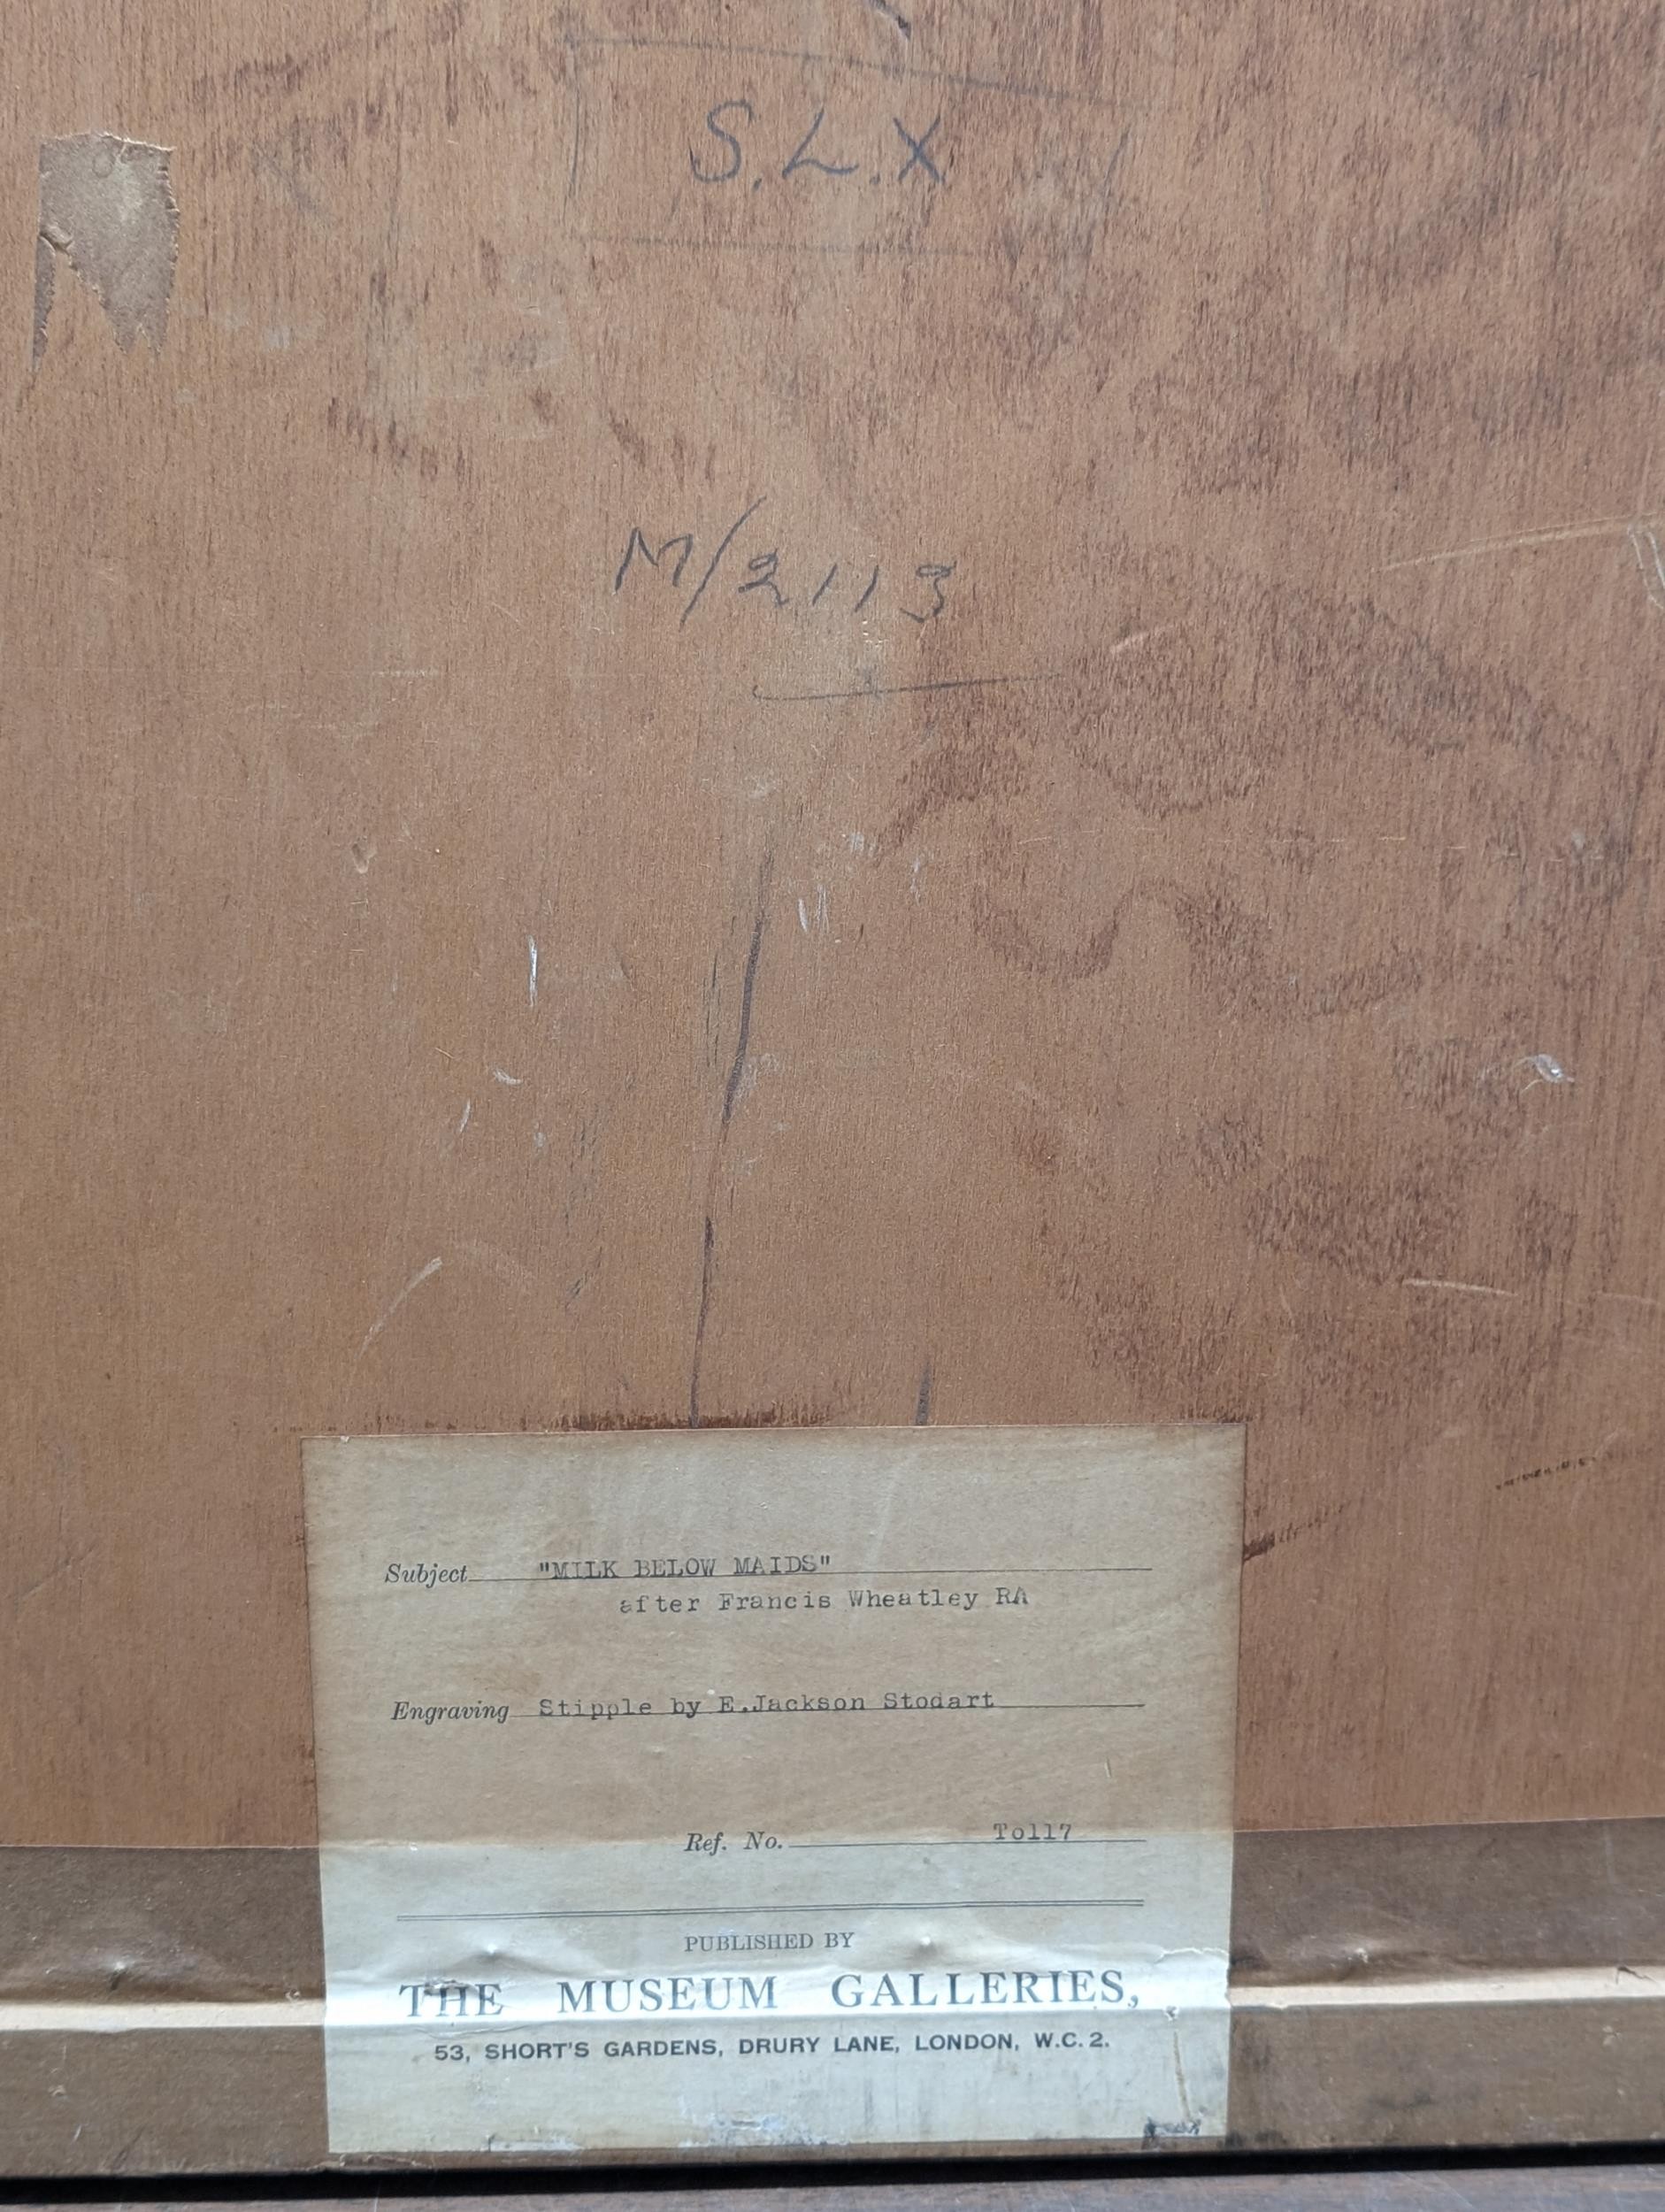 S.L.X
M/2113
Subject "MILK BELOW MAIDS"
after Francis Wheatley RA
Engraving Stipple by E.Jackson Stodart
Ref. No. To117
PUBLISHED BY
THE MUSEUM GALLERIES,
53, SHORT'S GARDENS, DRURY LANE, LONDON, W.C. 2.